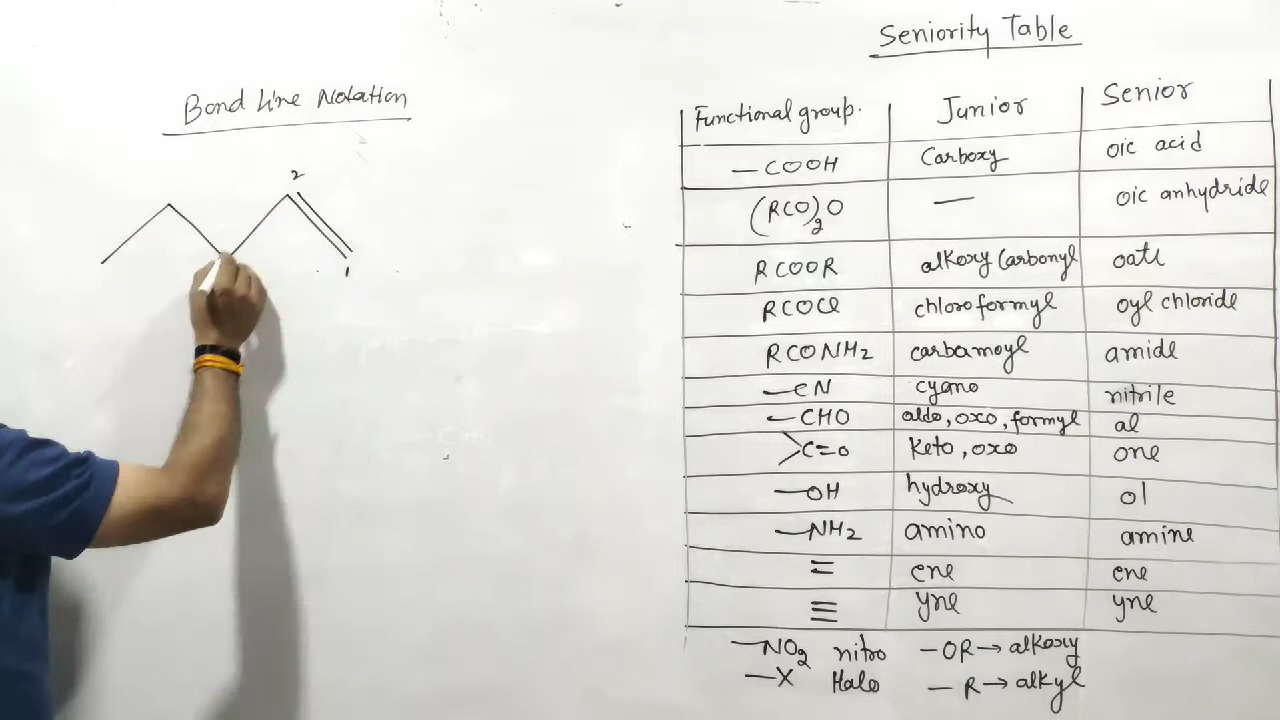 Seniority Table
Bond Line Notation
2
1
Functional group. Junior Senior
—COOH Carboxy oic acid
(RCO)₂O — oic anhydride
RCOOR alkoxy Carbonyl oate
RCOCl chloroformyl oyl chloride
RCONH₂ carbamoyl amide
—CN cyano nitrile
—CHO aldo, oxo, formyl al
>C=O Keto, oxo one
—OH hydroxy ol
—NH₂ amino amine
= ene ene
≡ yne yne
—NO₂ nitro —OR→alkoxy
—X Halo —R→alkyl